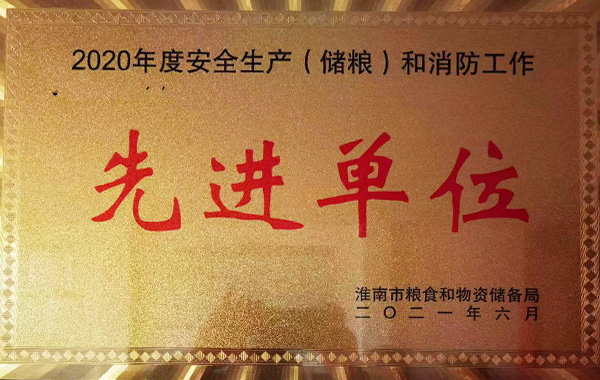 2020年度安全生产（储粮）和消防工作
先进单位
淮南市粮食和物资储备局
二〇二一年六月